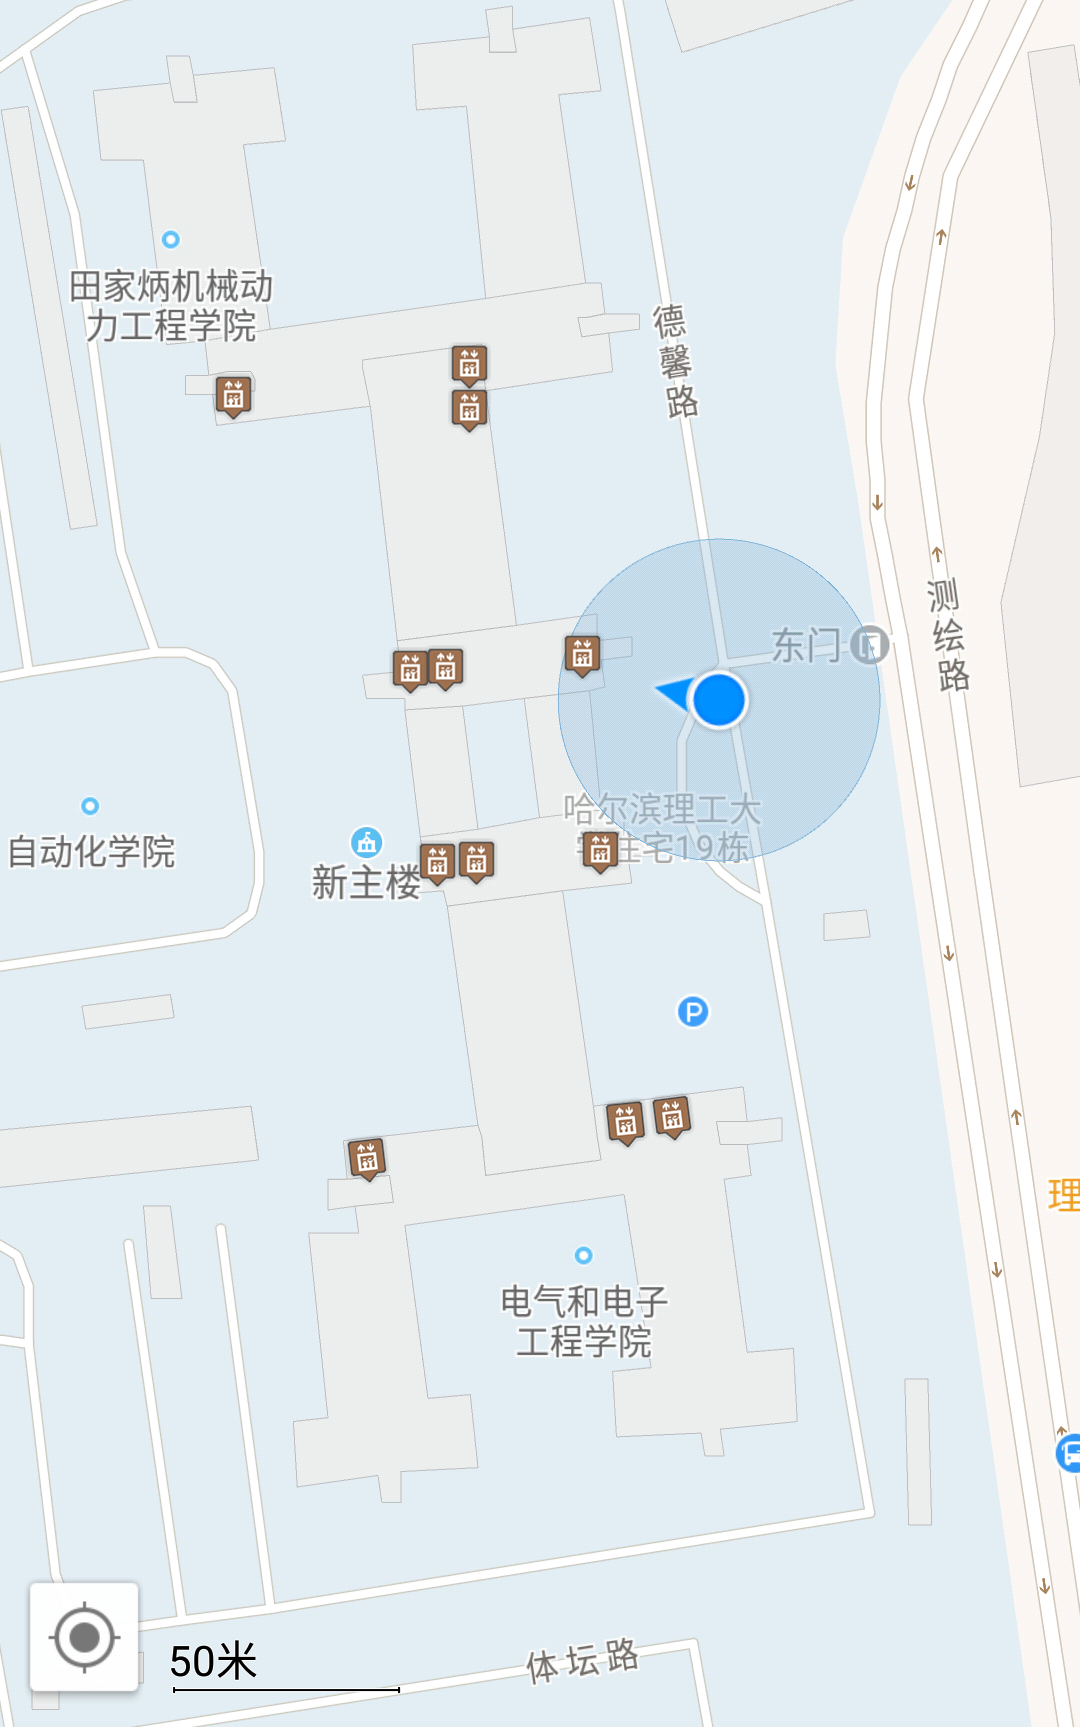 田家炳机械动
力工程学院
德馨路
测绘路
东门
哈尔滨理工大
住宅19栋
自动化学院
新主楼
P
理
电气和电子
工程学院
50米
体坛路